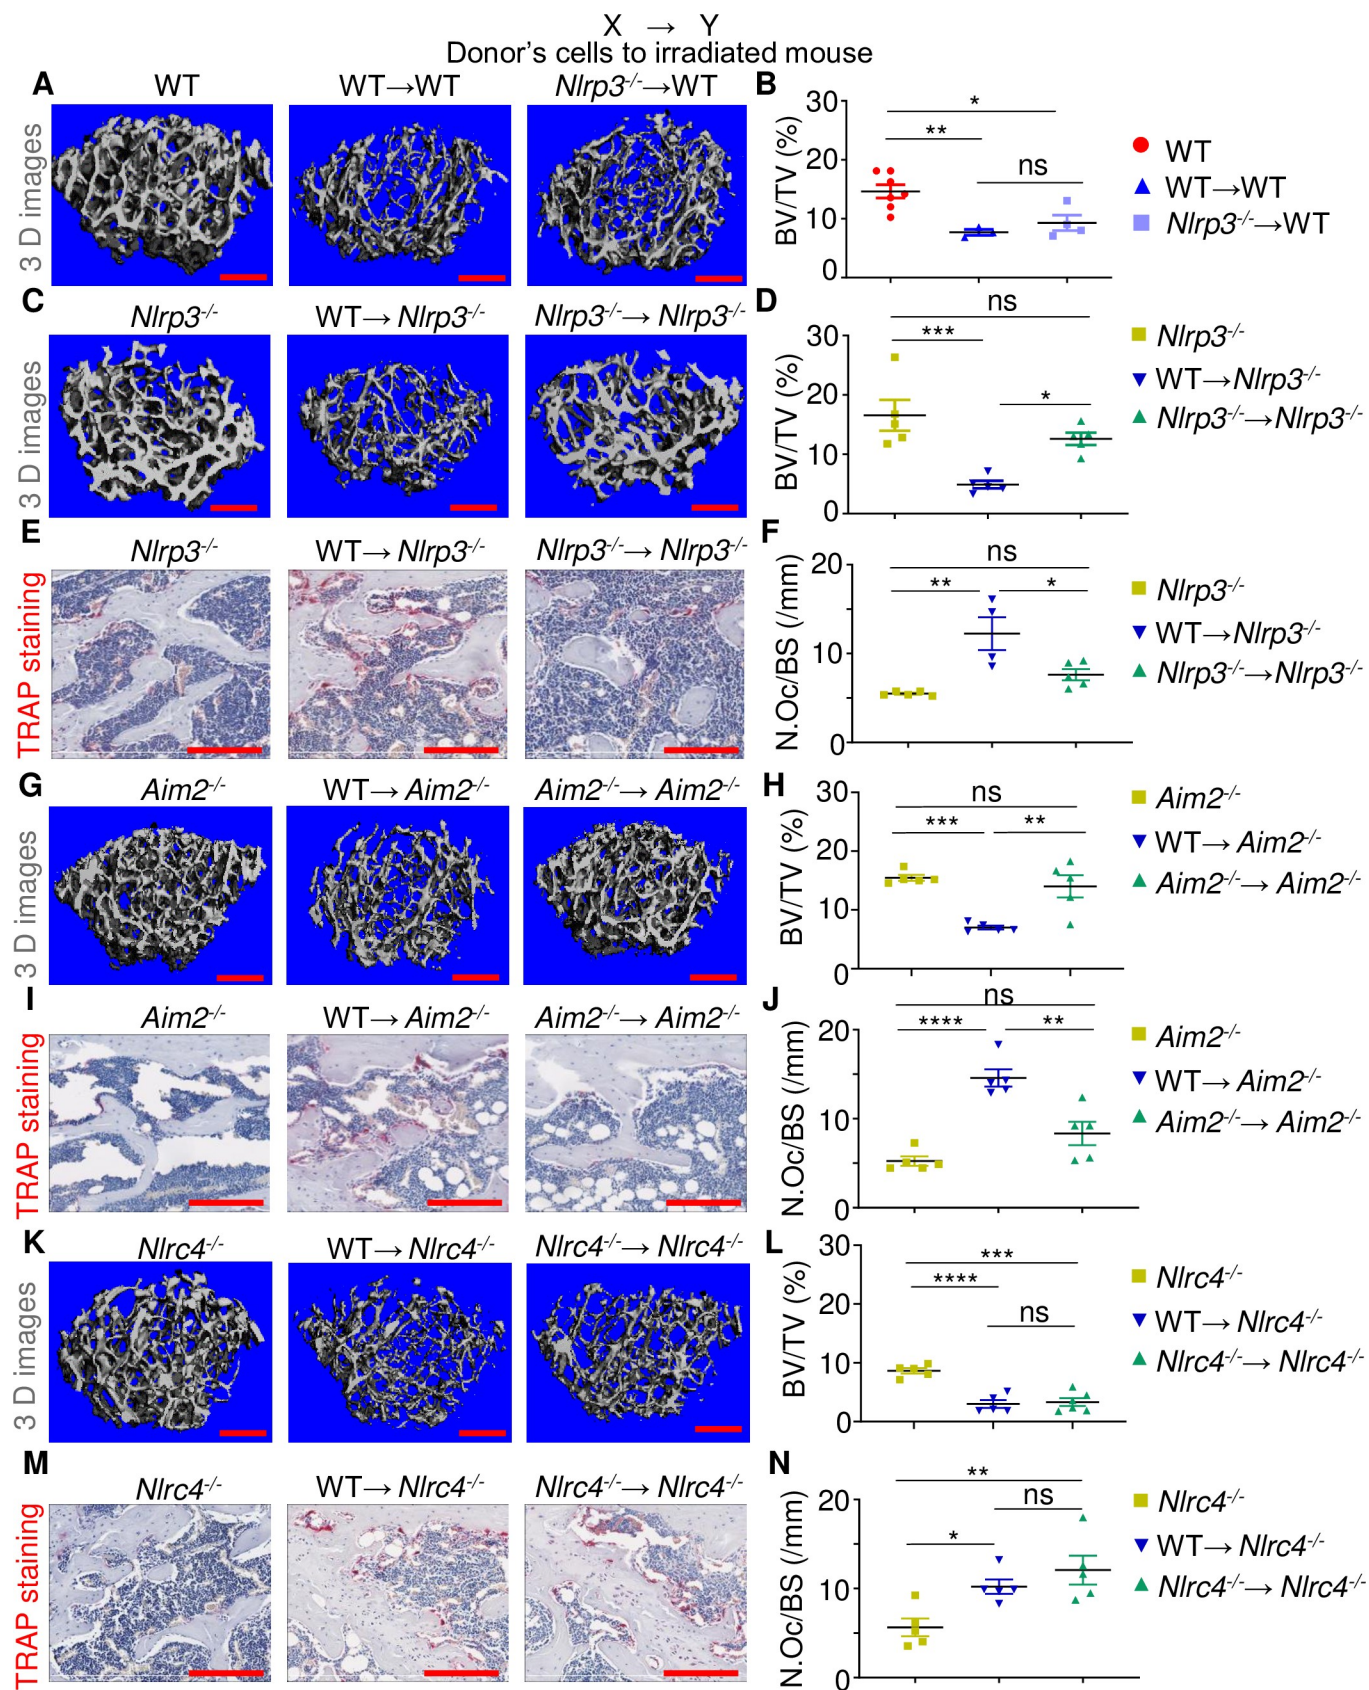 X → Y
Donor's cells to irradiated mouse
A
WT
WT→WT
Nlrp3-/-→WT
3 D images
B
BV/TV (%)
30
20
10
0
*
**
ns
WT
WT→WT
Nlrp3-/-→WT
C
Nlrp3-/-
WT→ Nlrp3-/-
Nlrp3-/-→ Nlrp3-/-
3 D images
D
BV/TV (%)
30
20
10
0
ns
***
*
Nlrp3-/-
WT→Nlrp3-/-
Nlrp3-/-→Nlrp3-/-
E
Nlrp3-/-
WT→ Nlrp3-/-
Nlrp3-/-→ Nlrp3-/-
TRAP staining
F
N.Oc/BS (/mm)
20
10
0
ns
**
*
Nlrp3-/-
WT→Nlrp3-/-
Nlrp3-/-→Nlrp3-/-
G
Aim2-/-
WT→ Aim2-/-
Aim2-/-→ Aim2-/-
3 D images
H
BV/TV (%)
30
20
10
0
ns
***
**
Aim2-/-
WT→ Aim2-/-
Aim2-/-→ Aim2-/-
I
Aim2-/-
WT→ Aim2-/-
Aim2-/-→ Aim2-/-
TRAP staining
J
N.Oc/BS (/mm)
20
10
0
ns
****
**
Aim2-/-
WT→ Aim2-/-
Aim2-/-→ Aim2-/-
K
Nlrc4-/-
WT→ Nlrc4-/-
Nlrc4-/-→ Nlrc4-/-
3 D images
L
BV/TV (%)
30
20
10
0
***
****
ns
Nlrc4-/-
WT→ Nlrc4-/-
Nlrc4-/-→ Nlrc4-/-
M
Nlrc4-/-
WT→ Nlrc4-/-
Nlrc4-/-→ Nlrc4-/-
TRAP staining
N
N.Oc/BS (/mm)
20
10
0
**
ns
*
Nlrc4-/-
WT→ Nlrc4-/-
Nlrc4-/-→ Nlrc4-/-